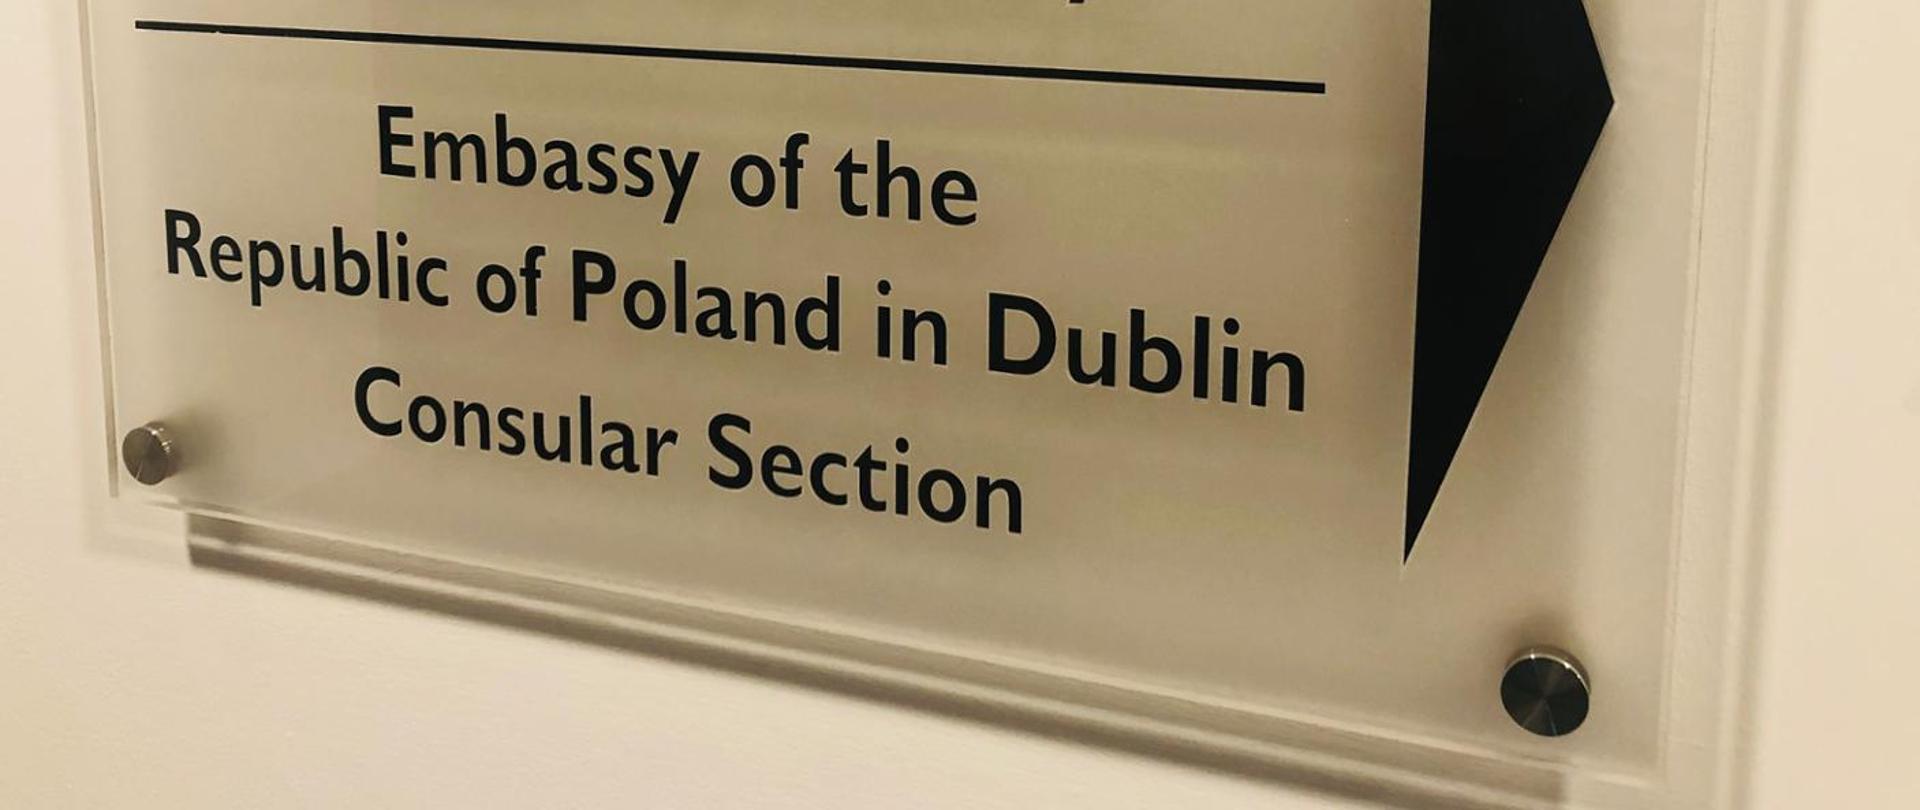 Embassy of the
Republic of Poland in Dublin
Consular Section